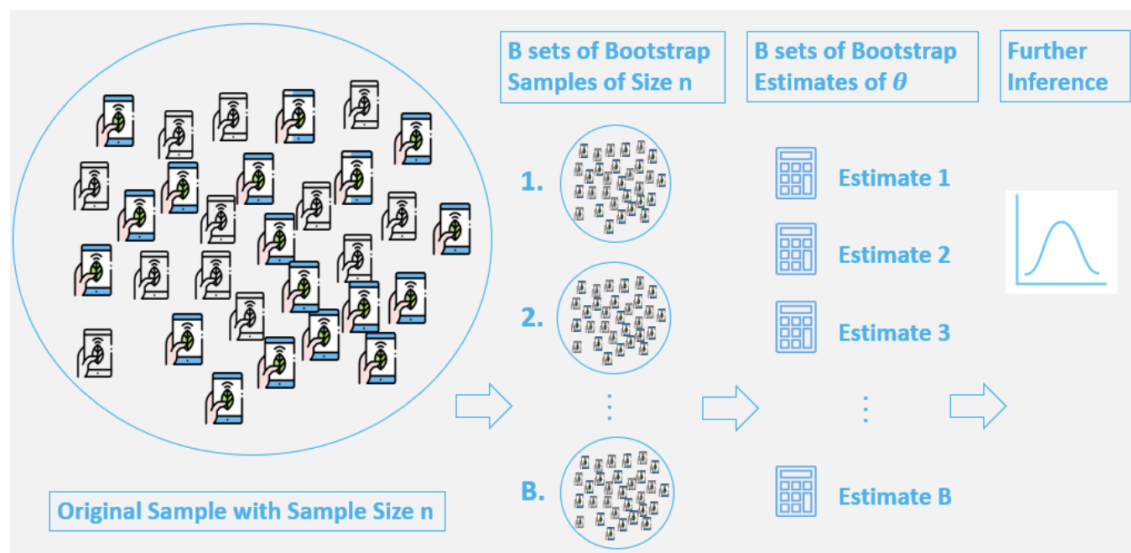 B sets of Bootstrap
Samples of Size n
B sets of Bootstrap
Estimates of θ
Further
Inference
1.
Estimate 1
Estimate 2
2.
Estimate 3
⋮
⋮
B.
Estimate B
Original Sample with Sample Size n